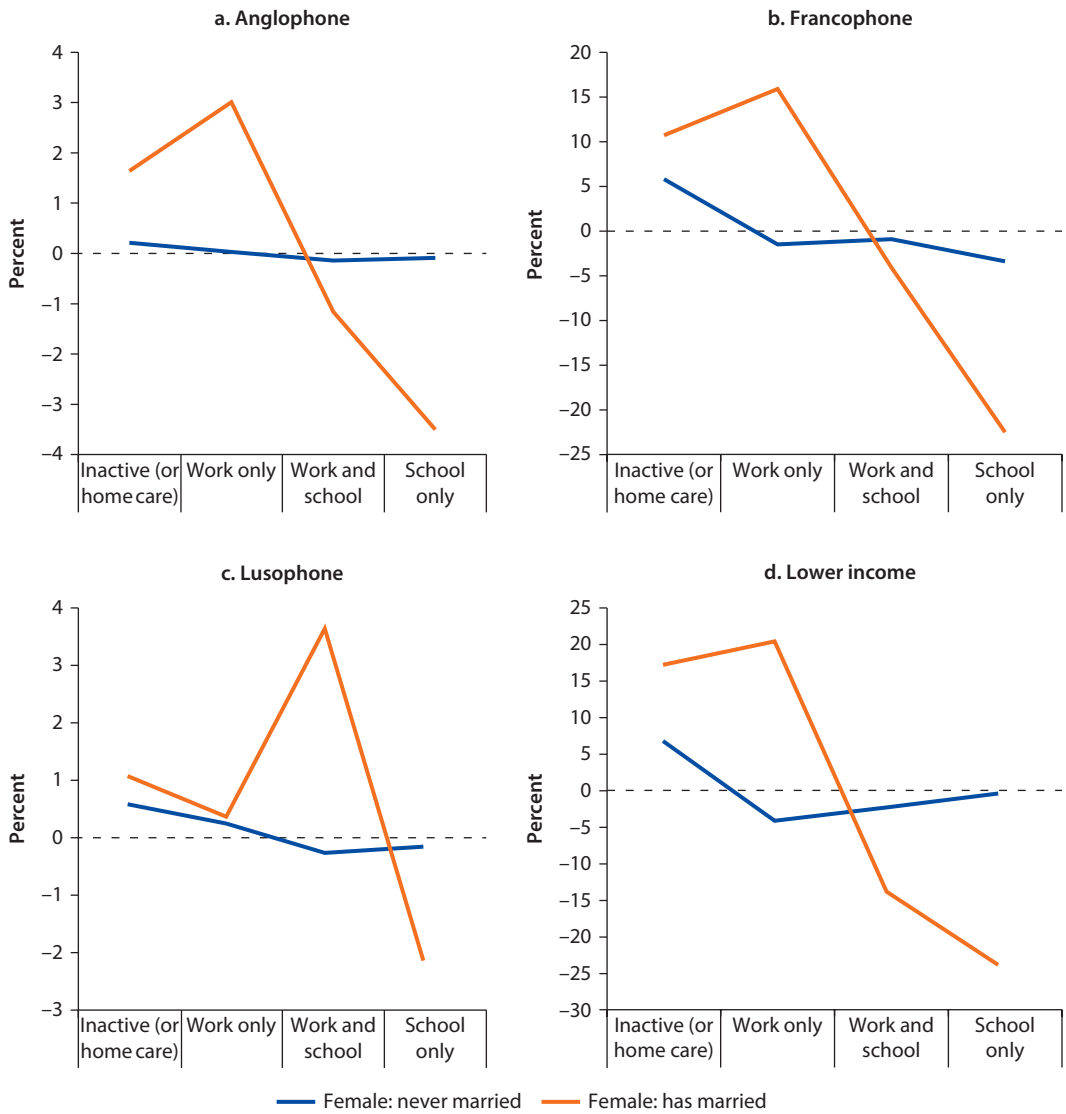 a. Anglophone
4
3
2
1
0
–1
–2
–3
–4
Percent
Inactive (or
home care)
Work only
Work and
school
School
only
b. Francophone
20
15
10
5
0
–5
–10
–15
–20
–25
Percent
Inactive (or
home care)
Work only
Work and
school
School
only
c. Lusophone
4
3
2
1
0
–1
–2
–3
Percent
Inactive (or
home care)
Work only
Work and
school
School
only
d. Lower income
25
20
15
10
5
0
–5
–10
–15
–20
–25
–30
Percent
Inactive (or
home care)
Work only
Work and
school
School
only
Female: never married
Female: has married